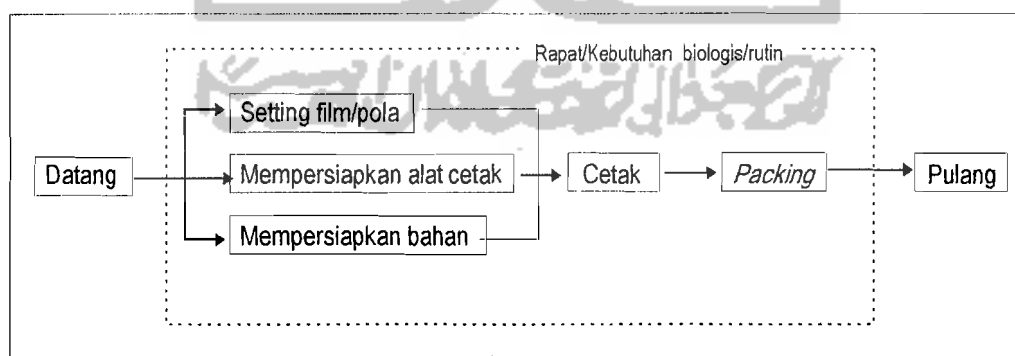 Rapat/Kebutuhan biologis/rutin
Setting film/pola
Datang
Mempersiapkan alat cetak
Cetak
Packing
Pulang
Mempersiapkan bahan